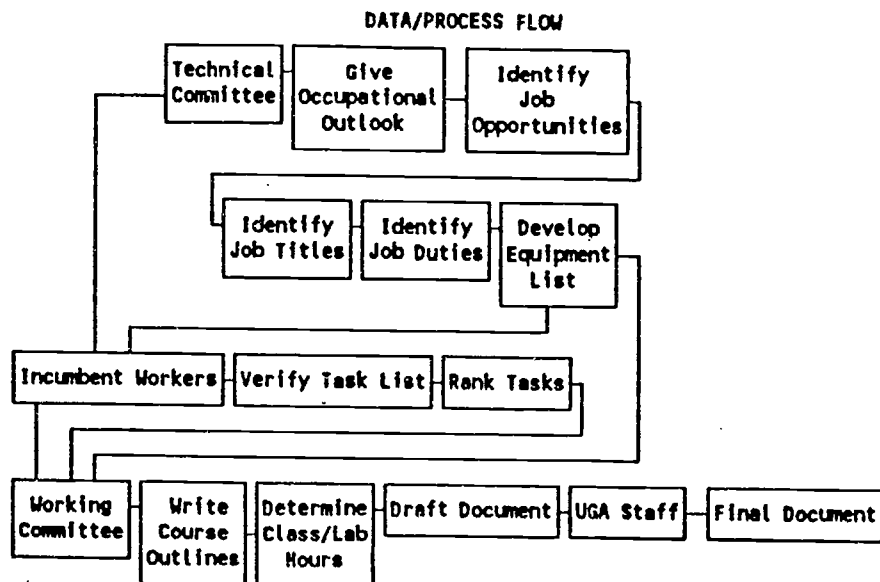 DATA/PROCESS FLOW
Technical
Committee
Give
Occupational
Outlook
Identify
Job
Opportunities
Identify
Job Titles
Identify
Job Duties
Develop
Equipment
List
Incumbent Workers
Verify Task List
Rank Tasks
Working
Committee
Write
Course
Outlines
Determine
Class/Lab
Hours
Draft Document
UGA Staff
Final Document